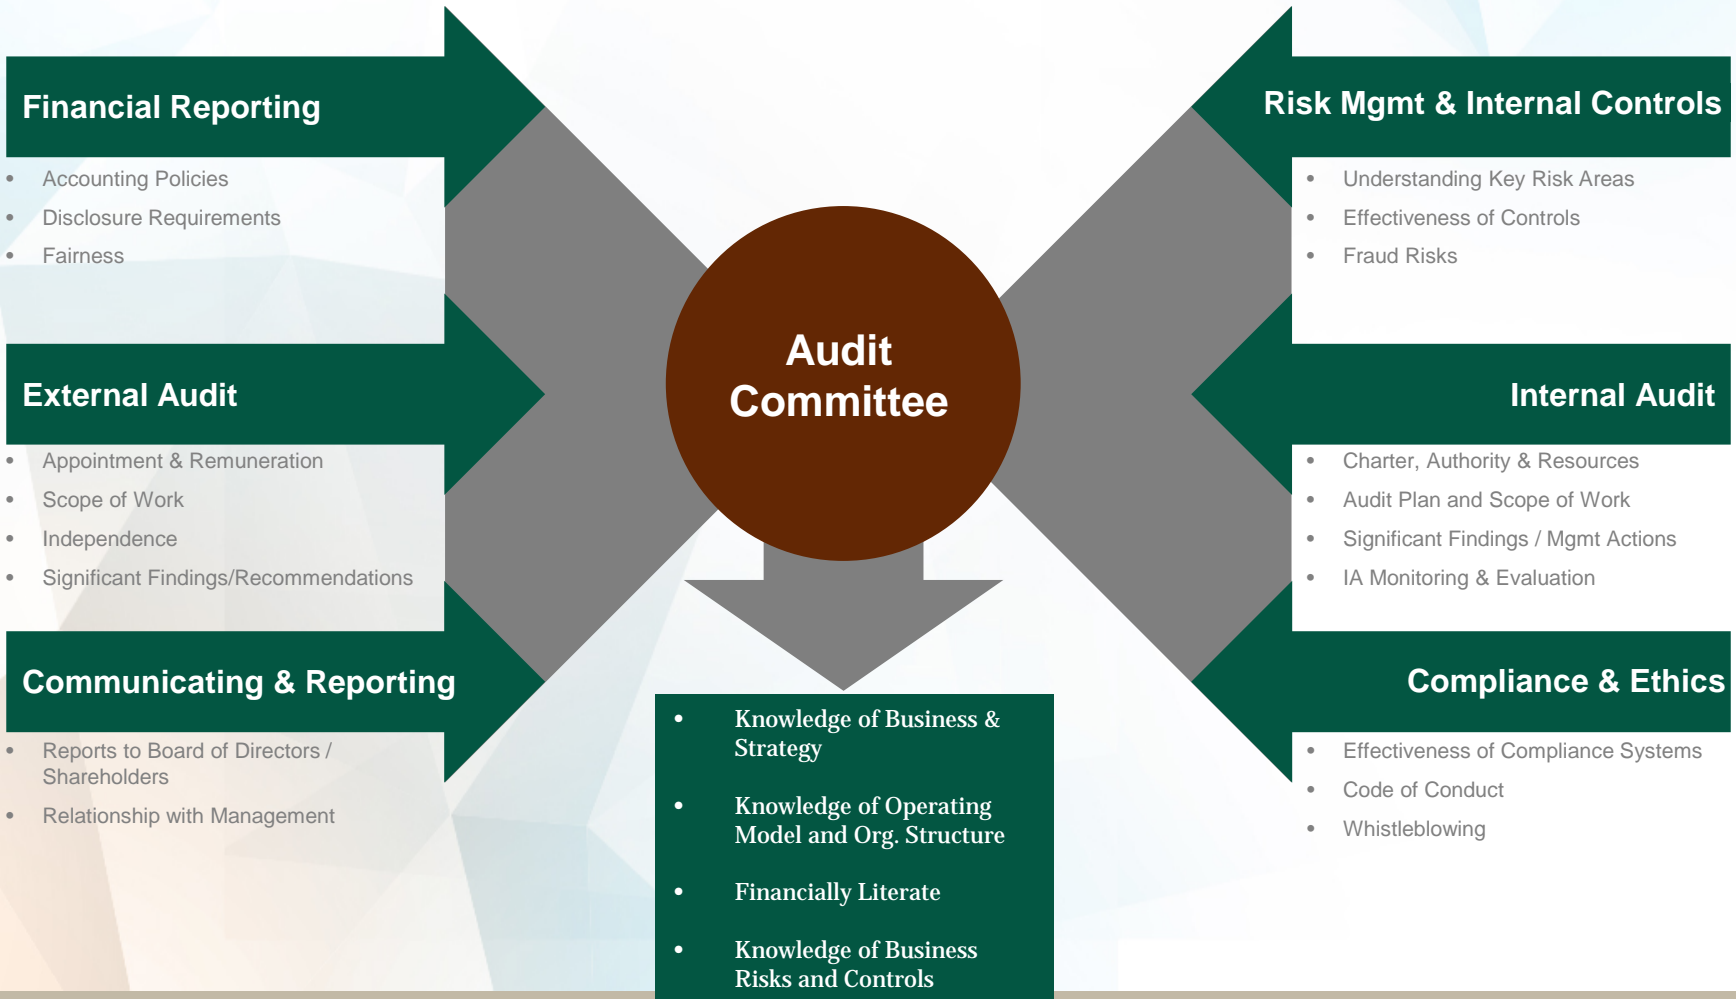 Financial Reporting
• Accounting Policies
• Disclosure Requirements
• Fairness
External Audit
• Appointment & Remuneration
• Scope of Work
• Independence
• Significant Findings/Recommendations
Communicating & Reporting
• Reports to Board of Directors /
Shareholders
• Relationship with Management
Audit
Committee
• Knowledge of Business &
Strategy
• Knowledge of Operating
Model and Org. Structure
• Financially Literate
• Knowledge of Business
Risks and Controls
Risk Mgmt & Internal Controls
• Understanding Key Risk Areas
• Effectiveness of Controls
• Fraud Risks
Internal Audit
• Charter, Authority & Resources
• Audit Plan and Scope of Work
• Significant Findings / Mgmt Actions
• IA Monitoring & Evaluation
Compliance & Ethics
• Effectiveness of Compliance Systems
• Code of Conduct
• Whistleblowing